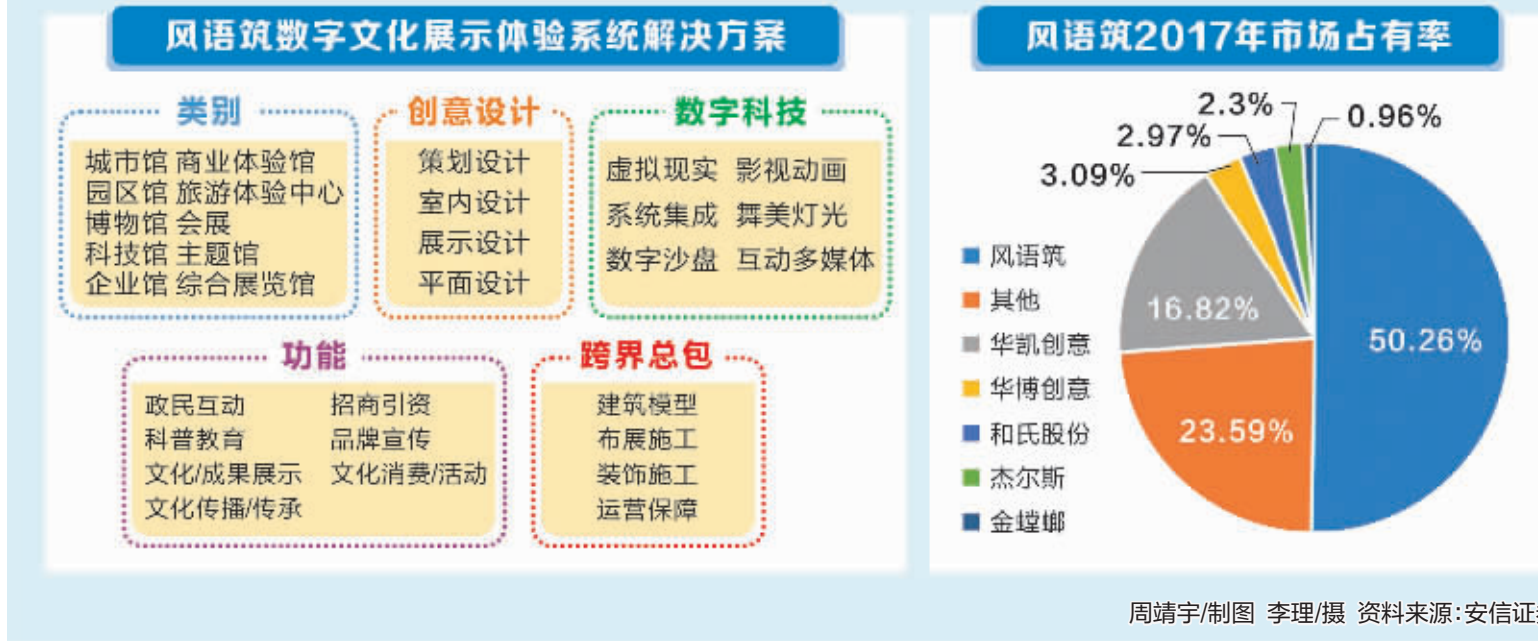 风语筑数字文化展示体验系统解决方案
类别
城市馆 商业体验馆
园区馆 旅游体验中心
博物馆 会展
科技馆 主题馆
企业馆 综合展览馆
创意设计
策划设计
室内设计
展示设计
平面设计
数字科技
虚拟现实 影视动画
系统集成 舞美灯光
数字沙盘 互动多媒体
功能
政民互动 招商引资
科普教育 品牌宣传
文化/成果展示 文化消费/活动
文化传播/传承
跨界总包
建筑模型
布展施工
装饰施工
运营保障
风语筑2017年市场占有率
2.3%
0.96%
2.97%
3.09%
风语筑
其他
华凯创意
华博创意
和氏股份
杰尔斯
金螳螂
16.82%
50.26%
23.59%
周靖宇/制图 李理/摄 资料来源:安信证